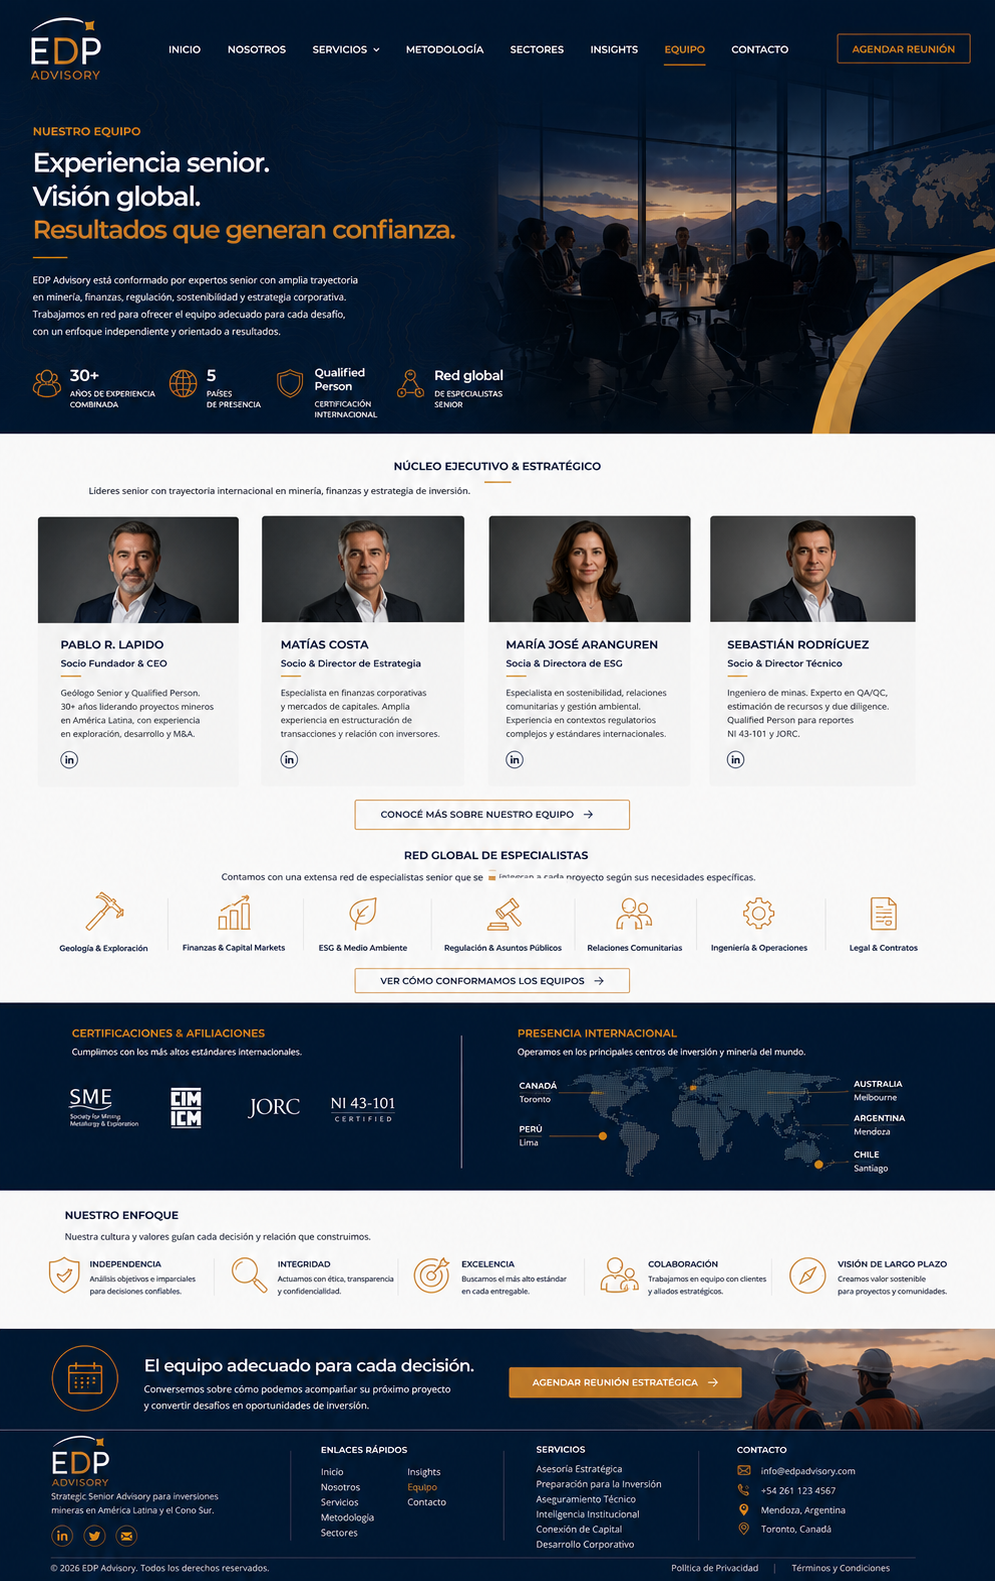 EDP
ADVISORY
INICIO
NOSOTROS
SERVICIOS
METODOLOGÍA
SECTORES
INSIGHTS
EQUIPO
CONTACTO
AGENDAR REUNIÓN
NUESTRO EQUIPO
Experiencia senior.
Visión global.
Resultados que generan confianza.
EDP Advisory está conformado por expertos senior con amplia trayectoria
en minería, finanzas, regulación, sostenibilidad y estrategia corporativa.
Trabajamos en red para ofrecer el equipo adecuado para cada desafío,
con un enfoque independiente y orientado a resultados.
30+
AÑOS DE EXPERIENCIA
COMBINADA
5
PAÍSES
DE PRESENCIA
Qualified
Person
CERTIFICACIÓN
INTERNACIONAL
Red global
DE ESPECIALISTAS
SENIOR
NÚCLEO EJECUTIVO & ESTRATÉGICO
Líderes senior con trayectoria internacional en minería, finanzas y estrategia de inversión.
PABLO R. LAPIDO
Socio Fundador & CEO
Geólogo Senior y Qualified Person.
30+ años liderando proyectos mineros
en América Latina, con experiencia
en exploración, desarrollo y M&A.
in
MATÍAS COSTA
Socio & Director de Estrategia
Especialista en finanzas corporativas
y mercados de capitales. Amplia
experiencia en estructuración de
transacciones y relación con inversores.
in
MARÍA JOSÉ ARANGUREN
Socia & Directora de ESG
Especialista en sostenibilidad, relaciones
comunitarias y gestión ambiental.
Experiencia en contextos regulatorios
complejos y estándares internacionales.
in
SEBASTIÁN RODRÍGUEZ
Socio & Director Técnico
Ingeniero de minas. Experto en QA/QC,
estimación de recursos y due diligence.
Qualified Person para reportes
NI 43-101 y JORC.
in
CONOCÉ MÁS SOBRE NUESTRO EQUIPO
RED GLOBAL DE ESPECIALISTAS
Contamos con una extensa red de especialistas senior que se integran a cada proyecto según sus necesidades específicas.
Geología & Exploración
Finanzas & Capital Markets
ESG & Medio Ambiente
Regulación & Asuntos Públicos
Relaciones Comunitarias
Ingeniería & Operaciones
Legal & Contratos
VER CÓMO CONFORMAMOS LOS EQUIPOS
CERTIFICACIONES & AFILIACIONES
Cumplimos con los más altos estándares internacionales.
SME
Society for Mining
Metallurgy & Exploration
CIM
ICM
JORC
NI 43-101
CERTIFIED
PRESENCIA INTERNACIONAL
Operamos en los principales centros de inversión y minería del mundo.
CANADÁ
Toronto
PERÚ
Lima
AUSTRALIA
Melbourne
ARGENTINA
Mendoza
CHILE
Santiago
NUESTRO ENFOQUE
Nuestra cultura y valores guían cada decisión y relación que construimos.
INDEPENDENCIA
Análisis objetivos e imparciales
para decisiones confiables.
INTEGRIDAD
Actuamos con ética, transparencia
y confidencialidad.
EXCELENCIA
Buscamos el más alto estándar
en cada entregable.
COLABORACIÓN
Trabajamos en equipo con clientes
y aliados estratégicos.
VISIÓN DE LARGO PLAZO
Creamos valor sostenible
para proyectos y comunidades.
El equipo adecuado para cada decisión.
Conversemos sobre cómo podemos acompañar su próximo proyecto
y convertir desafíos en oportunidades de inversión.
AGENDAR REUNIÓN ESTRATÉGICA
EDP
ADVISORY
Strategic Senior Advisory para inversiones
mineras en América Latina y el Cono Sur.
in
ENLACES RÁPIDOS
Inicio
Nosotros
Servicios
Metodología
Sectores
Insights
Equipo
Contacto
SERVICIOS
Asesoría Estratégica
Preparación para la Inversión
Aseguramiento Técnico
Inteligencia Institucional
Conexión de Capital
Desarrollo Corporativo
CONTACTO
info@edpadvisory.com
+54 261 123 4567
Mendoza, Argentina
Toronto, Canadá
© 2026 EDP Advisory. Todos los derechos reservados.
Política de Privacidad | Términos y Condiciones